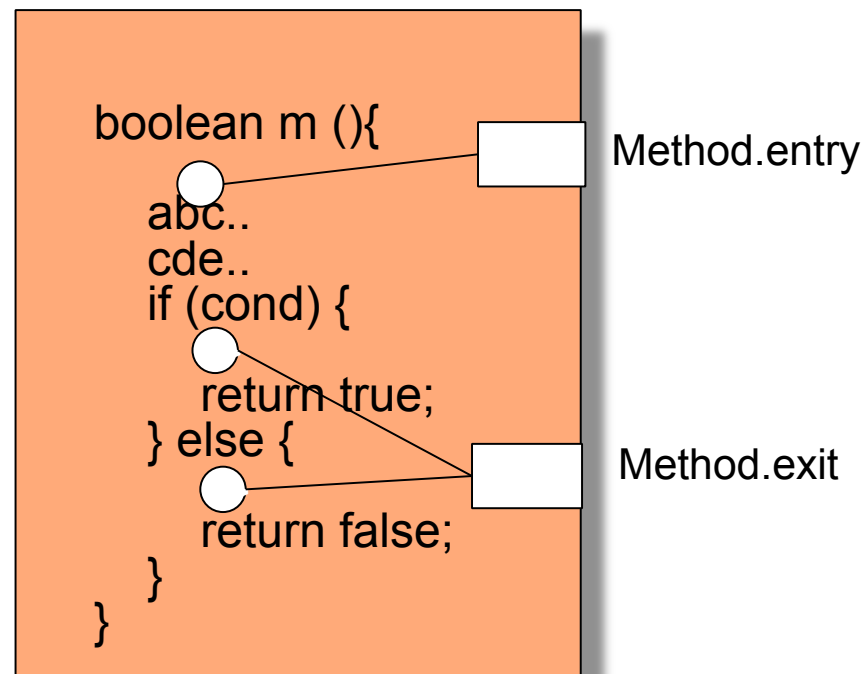 boolean m (){
Method.entry
abc..
cde..
if (cond) {
return true;
} else {
Method.exit
return false;
}
}